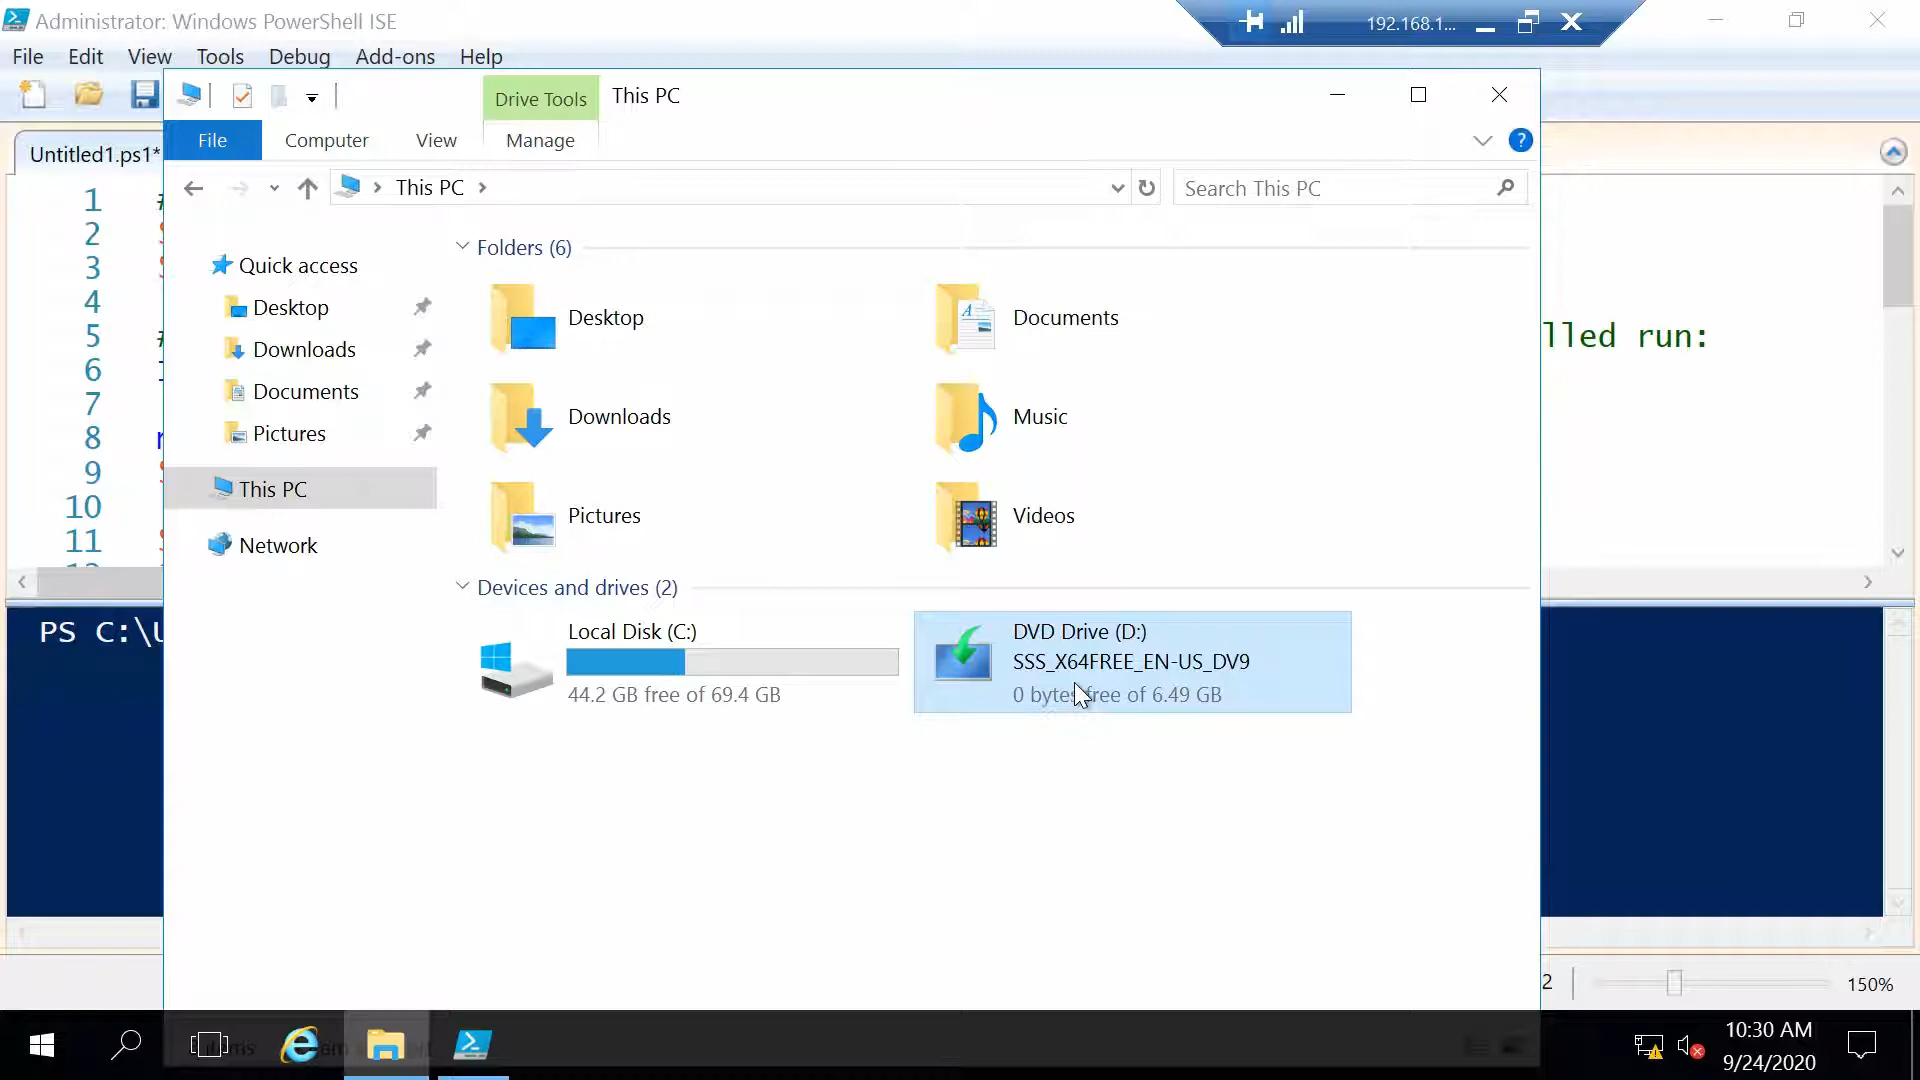 Administrator: Windows PowerShell ISE
192.168.1...
File Edit View Tools Debug Add-ons Help
Drive Tools This PC
File Computer View Manage
Untitled1.ps1*
This PC
Search This PC
1
2
3
4
5
6
7
8
9
10
11
lled run:
Quick access
Desktop
Downloads
Documents
Pictures
This PC
Network
Folders (6)
Desktop
Documents
Downloads
Music
Pictures
Videos
Devices and drives (2)
Local Disk (C:)
44.2 GB free of 69.4 GB
DVD Drive (D:)
SSS_X64FREE_EN-US_DV9
0 bytes free of 6.49 GB
PS C:\U
2
150%
10:30 AM
9/24/2020